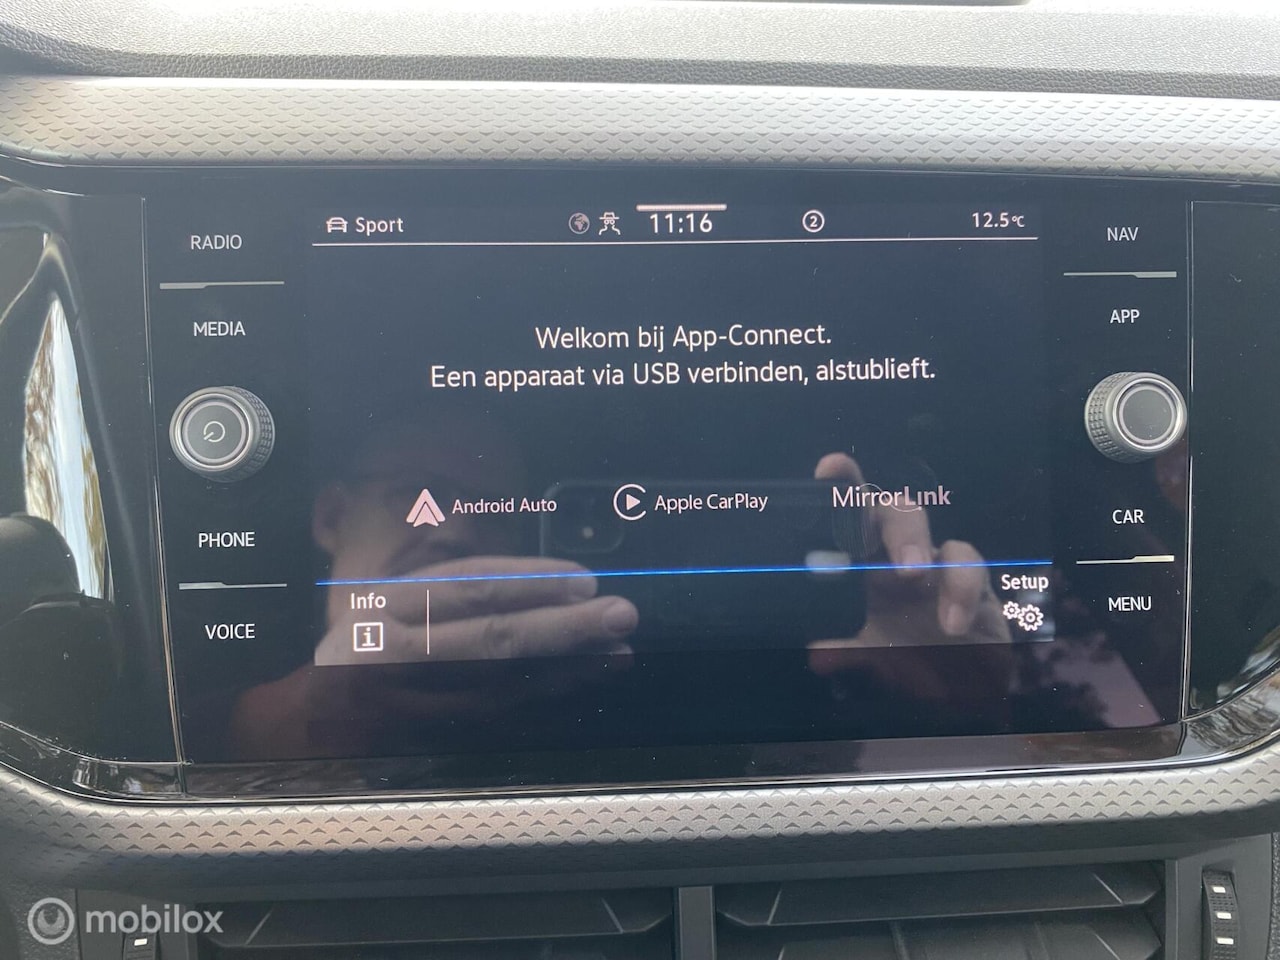 RADIO
MEDIA
PHONE
VOICE
Sport
11:16
2
12.5°C
Welkom bij App-Connect.
Een apparaat via USB verbinden, alstublieft.
Android Auto
Apple CarPlay
MirrorLink
Info
i
Setup
NAV
APP
CAR
MENU
mobilox